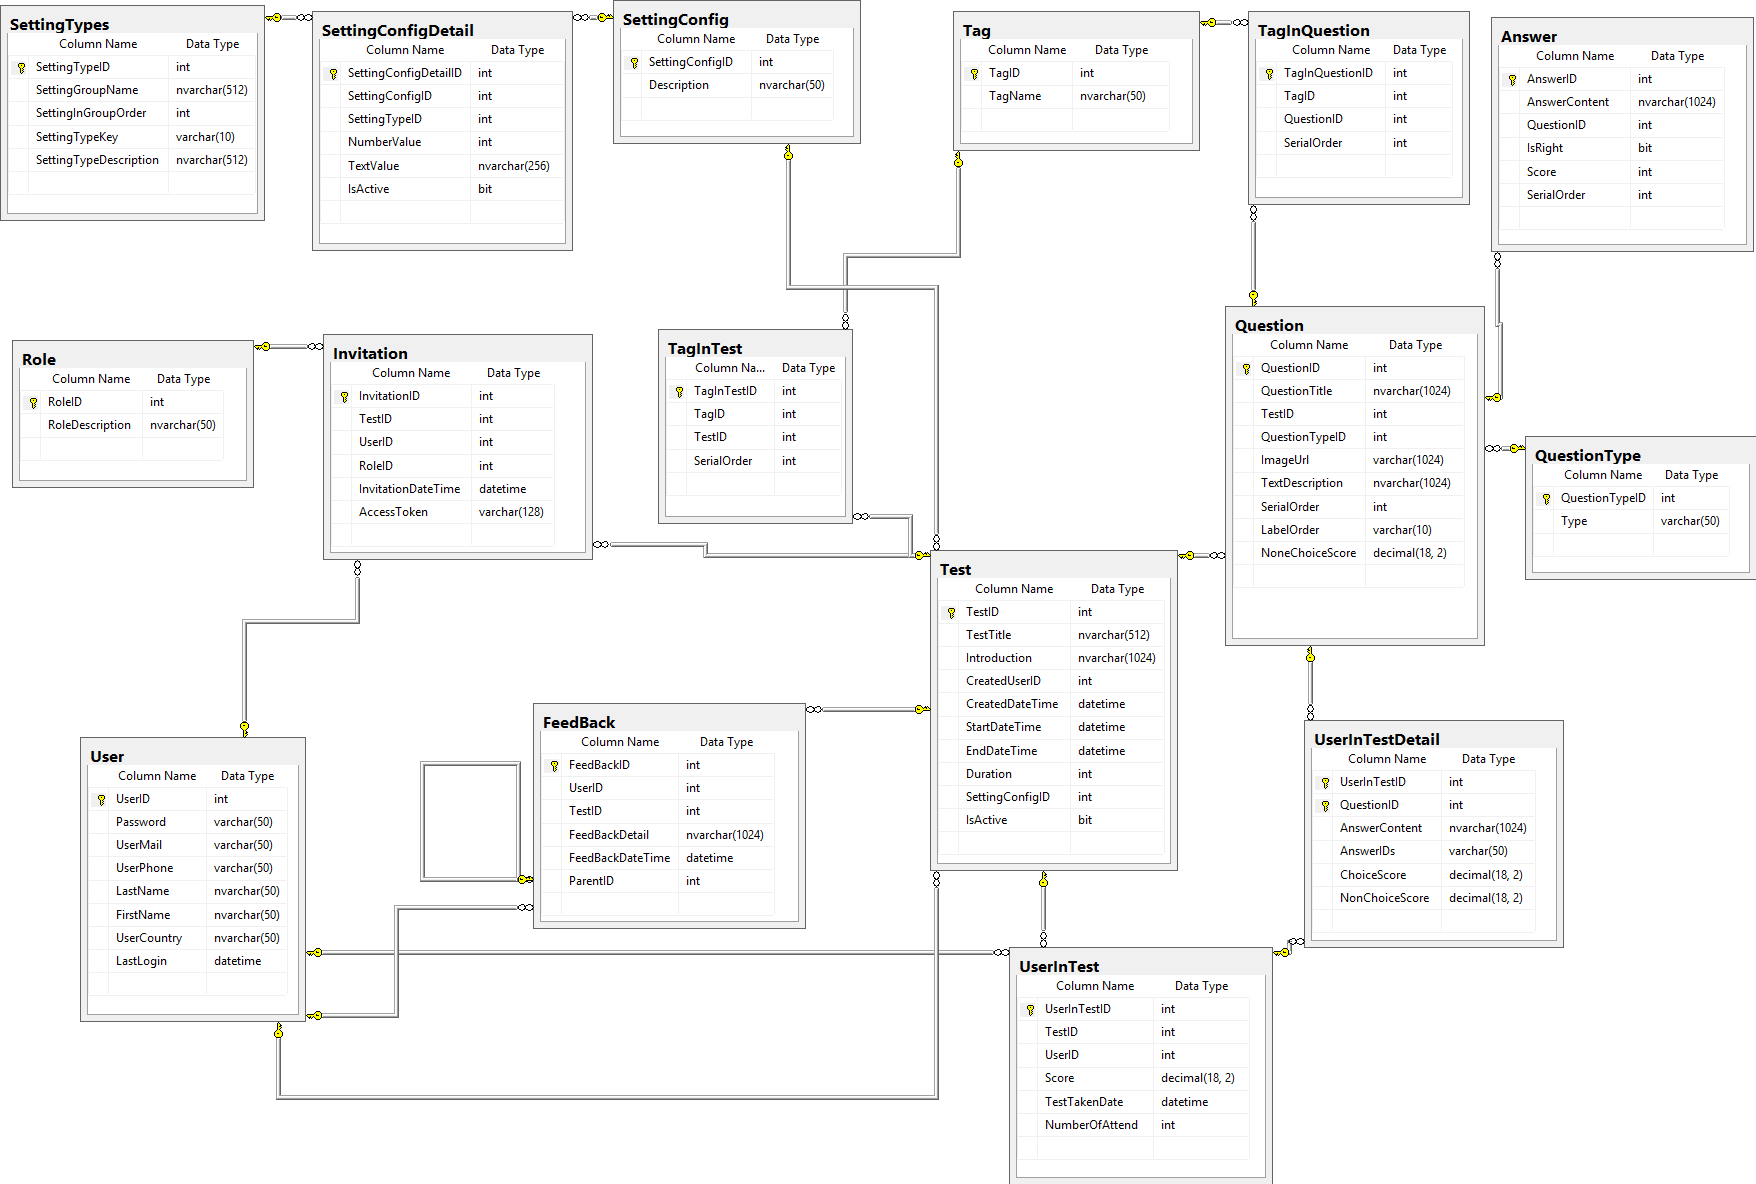 SettingTypes
Column Name Data Type
SettingTypeID int
SettingGroupName nvarchar(512)
SettingInGroupOrder int
SettingTypeKey varchar(10)
SettingTypeDescription nvarchar(512)
SettingConfigDetail
Column Name Data Type
SettingConfigDetailID int
SettingConfigID int
SettingTypeID int
NumberValue int
TextValue nvarchar(256)
IsActive bit
SettingConfig
Column Name Data Type
SettingConfigID int
Description nvarchar(50)
Tag
Column Name Data Type
TagID int
TagName nvarchar(50)
TagInQuestion
Column Name Data Type
TagInQuestionID int
TagID int
QuestionID int
SerialOrder int
Answer
Column Name Data Type
AnswerID int
AnswerContent nvarchar(1024)
QuestionID int
IsRight bit
Score int
SerialOrder int
Role
Column Name Data Type
RoleID int
RoleDescription nvarchar(50)
Invitation
Column Name Data Type
InvitationID int
TestID int
UserID int
RoleID int
InvitationDateTime datetime
AccessToken varchar(128)
TagInTest
Column Na... Data Type
TagInTestID int
TagID int
TestID int
SerialOrder int
Question
Column Name Data Type
QuestionID int
QuestionTitle nvarchar(1024)
TestID int
QuestionTypeID int
ImageUrl varchar(1024)
TextDescription nvarchar(1024)
SerialOrder int
LabelOrder varchar(10)
NoneChoiceScore decimal(18, 2)
QuestionType
Column Name Data Type
QuestionTypeID int
Type varchar(50)
Test
Column Name Data Type
TestID int
TestTitle nvarchar(512)
Introduction nvarchar(1024)
CreatedUserID int
CreatedDateTime datetime
StartDateTime datetime
EndDateTime datetime
Duration int
SettingConfigID int
IsActive bit
User
Column Name Data Type
UserID int
Password varchar(50)
UserMail varchar(50)
UserPhone varchar(50)
LastName nvarchar(50)
FirstName nvarchar(50)
UserCountry nvarchar(50)
LastLogin datetime
FeedBack
Column Name Data Type
FeedBackID int
UserID int
TestID int
FeedBackDetail nvarchar(1024)
FeedBackDateTime datetime
ParentID int
UserInTestDetail
Column Name Data Type
UserInTestID int
QuestionID int
AnswerContent nvarchar(1024)
AnswerIDs varchar(50)
ChoiceScore decimal(18, 2)
NonChoiceScore decimal(18, 2)
UserInTest
Column Name Data Type
UserInTestID int
TestID int
UserID int
Score decimal(18, 2)
TestTakenDate datetime
NumberOfAttend int